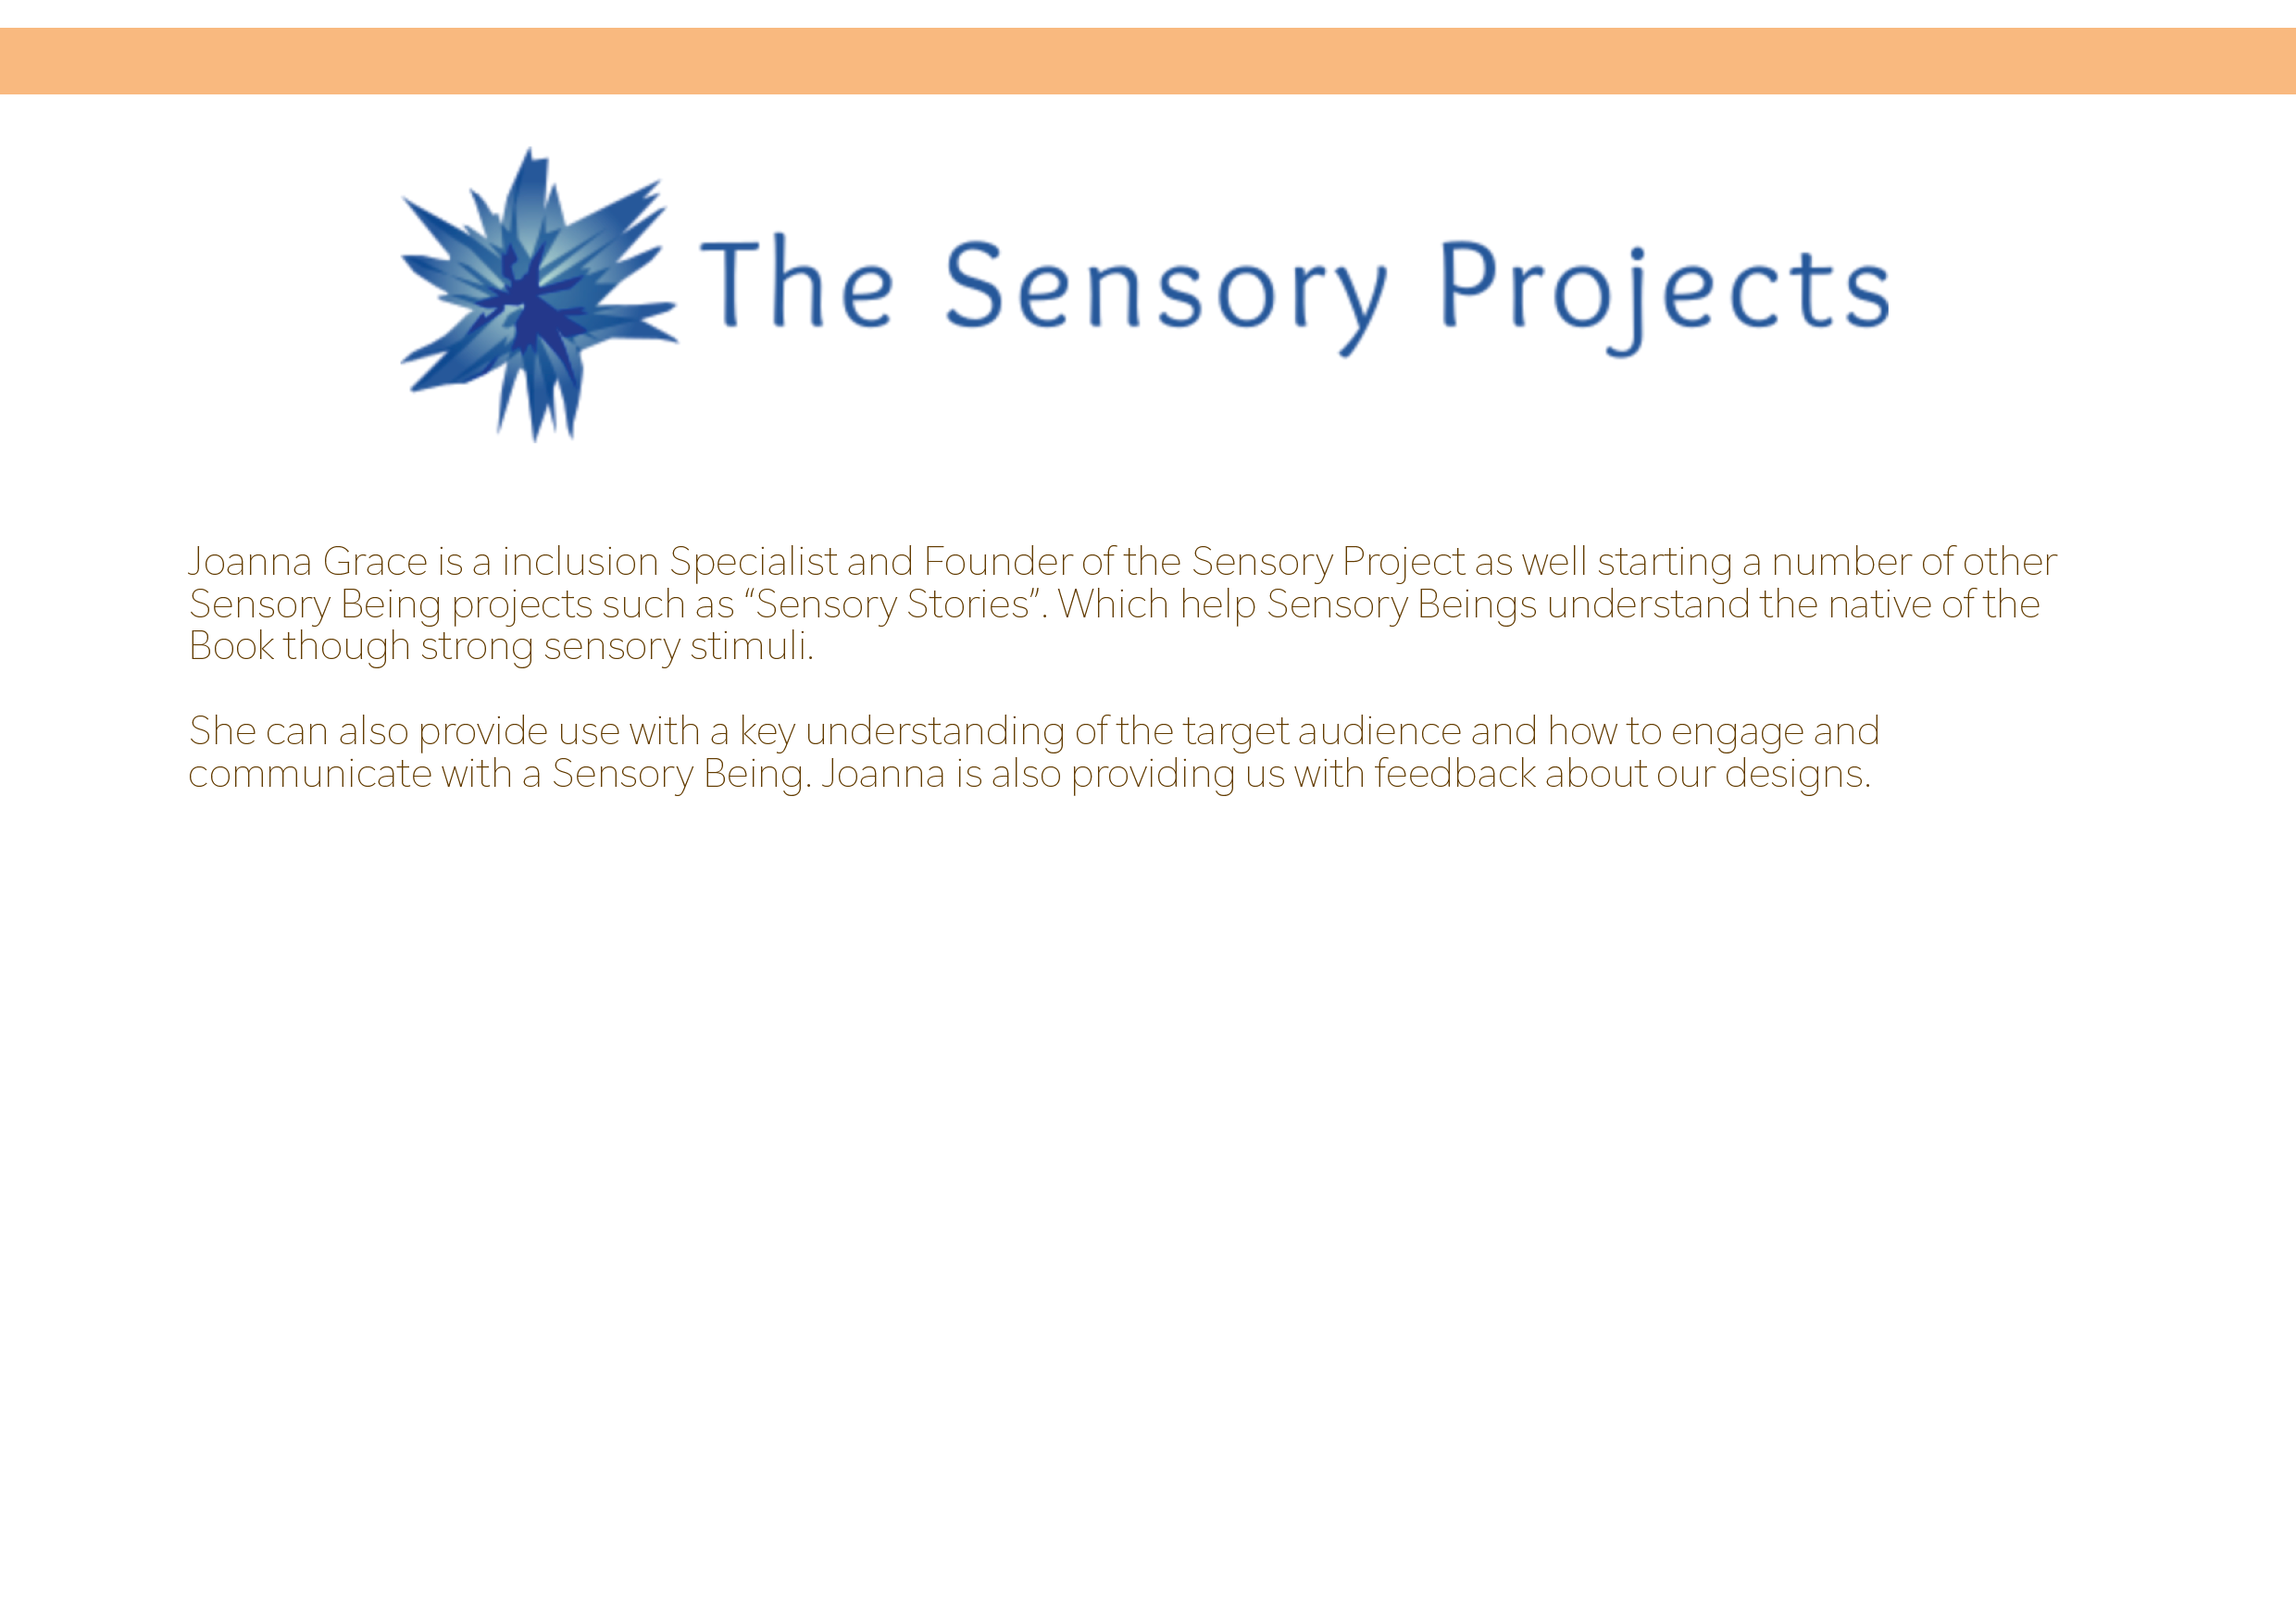 The Sensory Projects
Joanna Grace is a inclusion Specialist and Founder of the Sensory Project as well starting a number of other
Sensory Being projects such as “Sensory Stories”. Which help Sensory Beings understand the native of the
Book though strong sensory stimuli.
She can also provide use with a key understanding of the target audience and how to engage and
communicate with a Sensory Being. Joanna is also providing us with feedback about our designs.